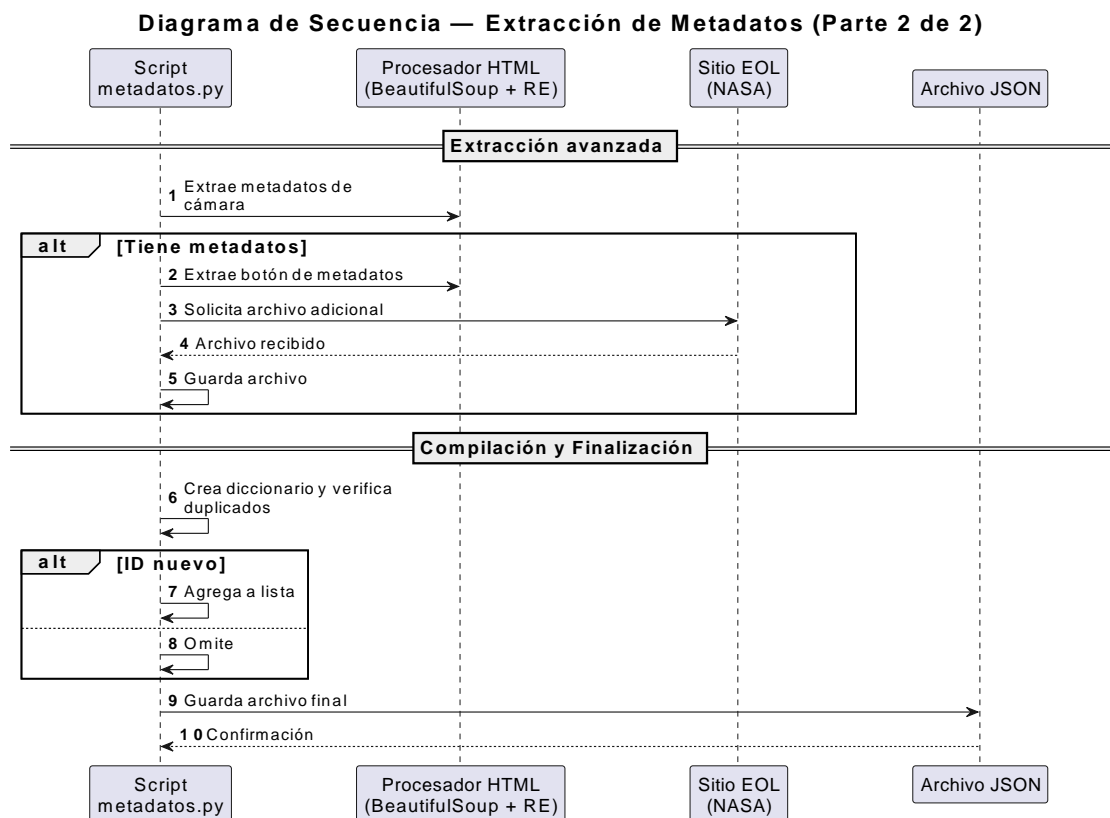 Diagrama de Secuencia — Extracción de Metadatos (Parte 2 de 2)
Script
metadatos.py
Procesador HTML
(BeautifulSoup + RE)
Sitio EOL
(NASA)
Archivo JSON
Extracción avanzada
1 Extrae metadatos de
cámara
alt [Tiene metadatos]
2 Extrae botón de metadatos
3 Solicita archivo adicional
4 Archivo recibido
5 Guarda archivo
Compilación y Finalización
6 Crea diccionario y verifica
duplicados
alt [ID nuevo]
7 Agrega a lista
8 Omite
9 Guarda archivo final
10 Confirmación
Script
metadatos.py
Procesador HTML
(BeautifulSoup + RE)
Sitio EOL
(NASA)
Archivo JSON